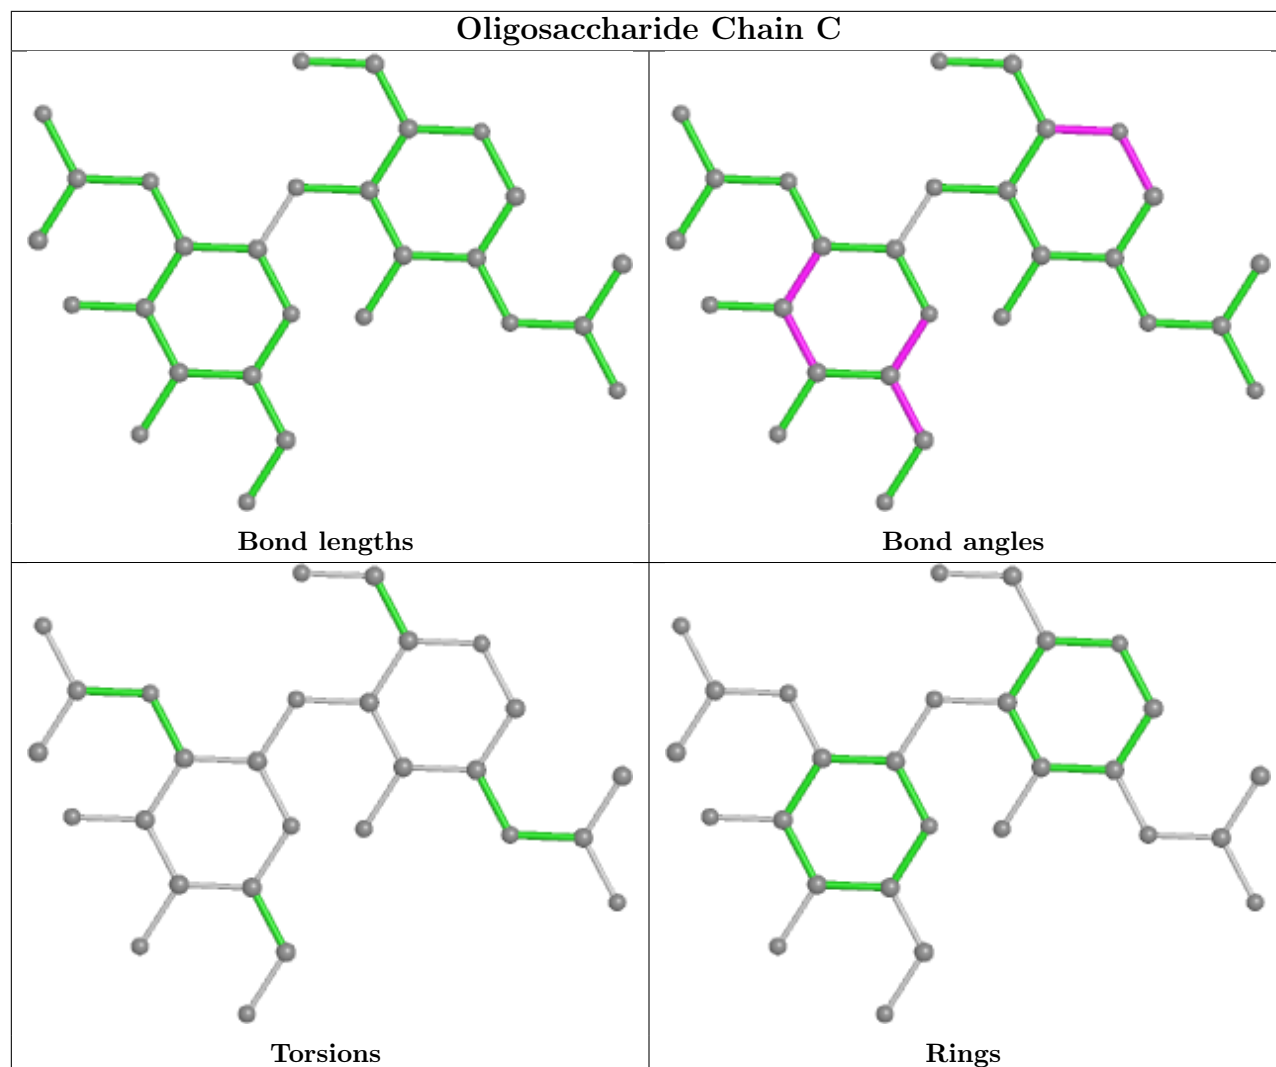 Oligosaccharide Chain C
Bond lengths
Bond angles
Torsions
Rings